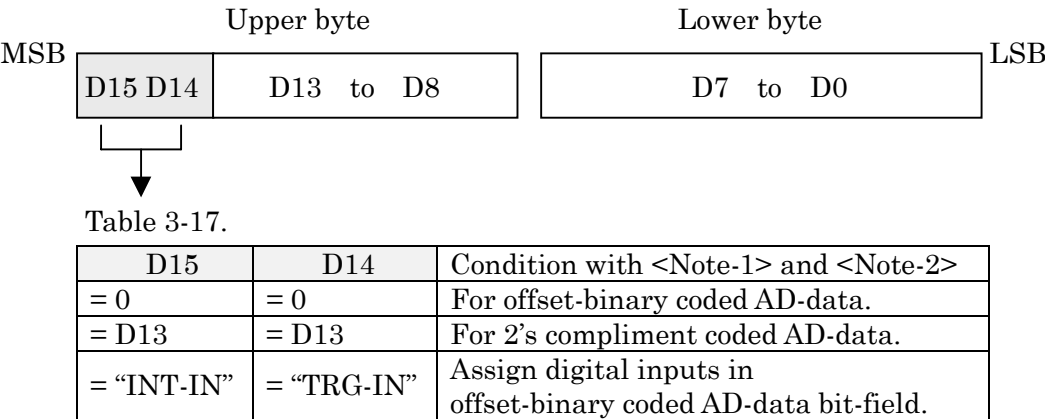 Upper byte Lower byte
MSB LSB
D15 D14 D13 to D8 D7 to D0
Table 3-17.
D15 D14 Condition with <Note-1> and <Note-2>
= 0 = 0 For offset-binary coded AD-data.
= D13 = D13 For 2's compliment coded AD-data.
= “INT-IN” = “TRG-IN” Assign digital inputs in
offset-binary coded AD-data bit-field.